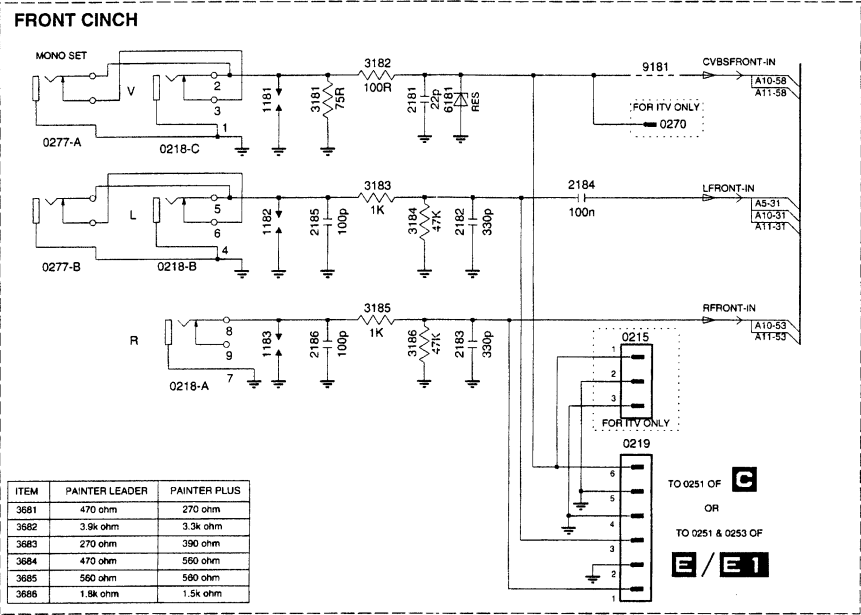 FRONT CINCH
MONO SET
V
2
3
1
0277-A
0218-C
1181
3181
75R
3182
100R
2181
22p
6181
RES
9181
CVBSFRONT-IN
A10-58
A11-58
FOR ITV ONLY
0270
L
5
6
4
0277-B
0218-B
1182
2185
100p
3183
1K
3184
47K
2182
330p
2184
100n
LFRONT-IN
A5-31
A10-31
A11-31
R
8
9
7
0218-A
1183
2186
100p
3185
1K
3186
47K
2183
330p
RFRONT-IN
A10-53
A11-53
0215
1
2
3
FOR ITV ONLY
0219
6
5
4
3
2
1
TO 0251 OF C
OR
TO 0251 & 0253 OF
E / E1
ITEM PAINTER LEADER PAINTER PLUS
3681 470 ohm 270 ohm
3682 3.9k ohm 3.3k ohm
3683 270 ohm 390 ohm
3684 470 ohm 560 ohm
3685 560 ohm 560 ohm
3686 1.8k ohm 1.5k ohm